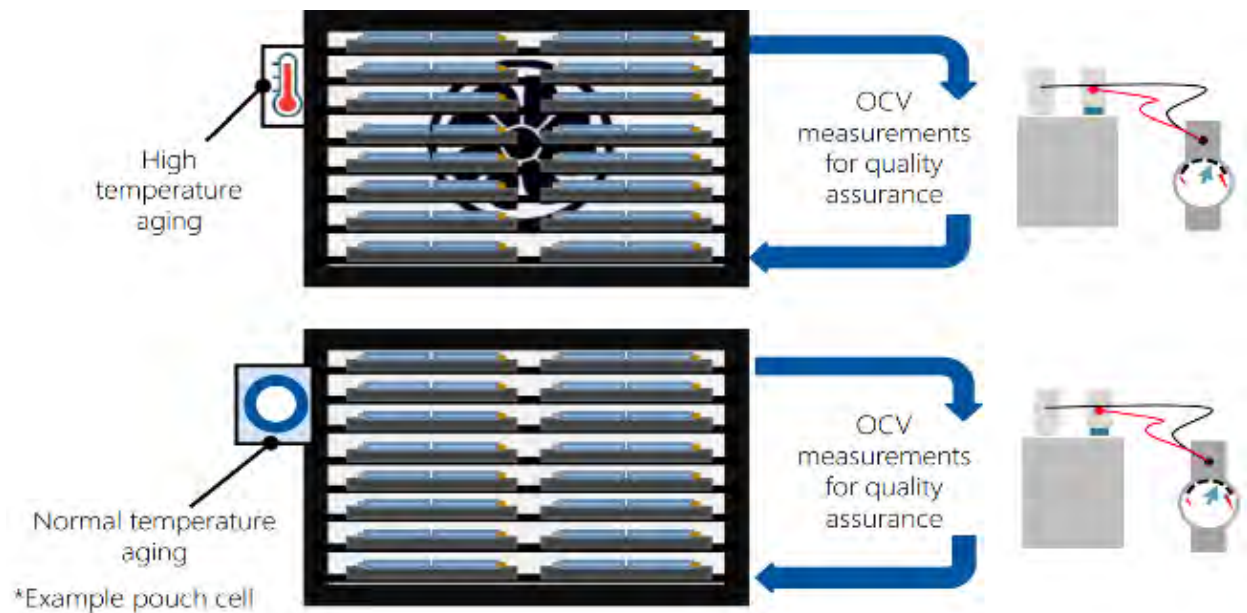 High
temperature
aging
OCV
measurements
for quality
assurance
Normal temperature
aging
OCV
measurements
for quality
assurance
*Example pouch cell